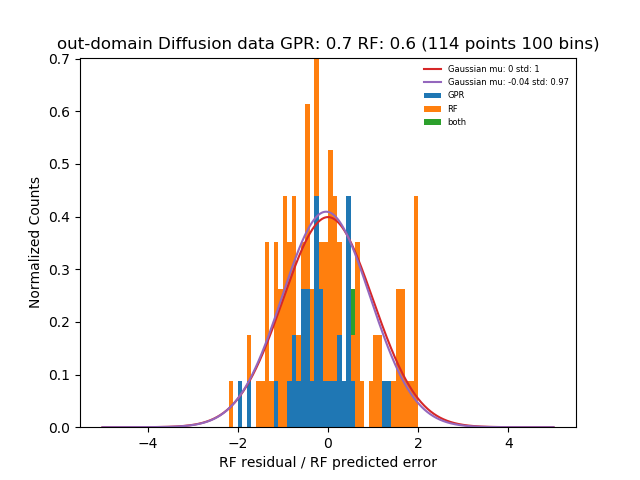 out-domain Diffusion data GPR: 0.7 RF: 0.6 (114 points 100 bins)
Gaussian mu: 0 std: 1
Gaussian mu: -0.04 std: 0.97
GPR
RF
both
Normalized Counts
0.7
0.6
0.5
0.4
0.3
0.2
0.1
0.0
−4 −2 0 2 4
RF residual / RF predicted error